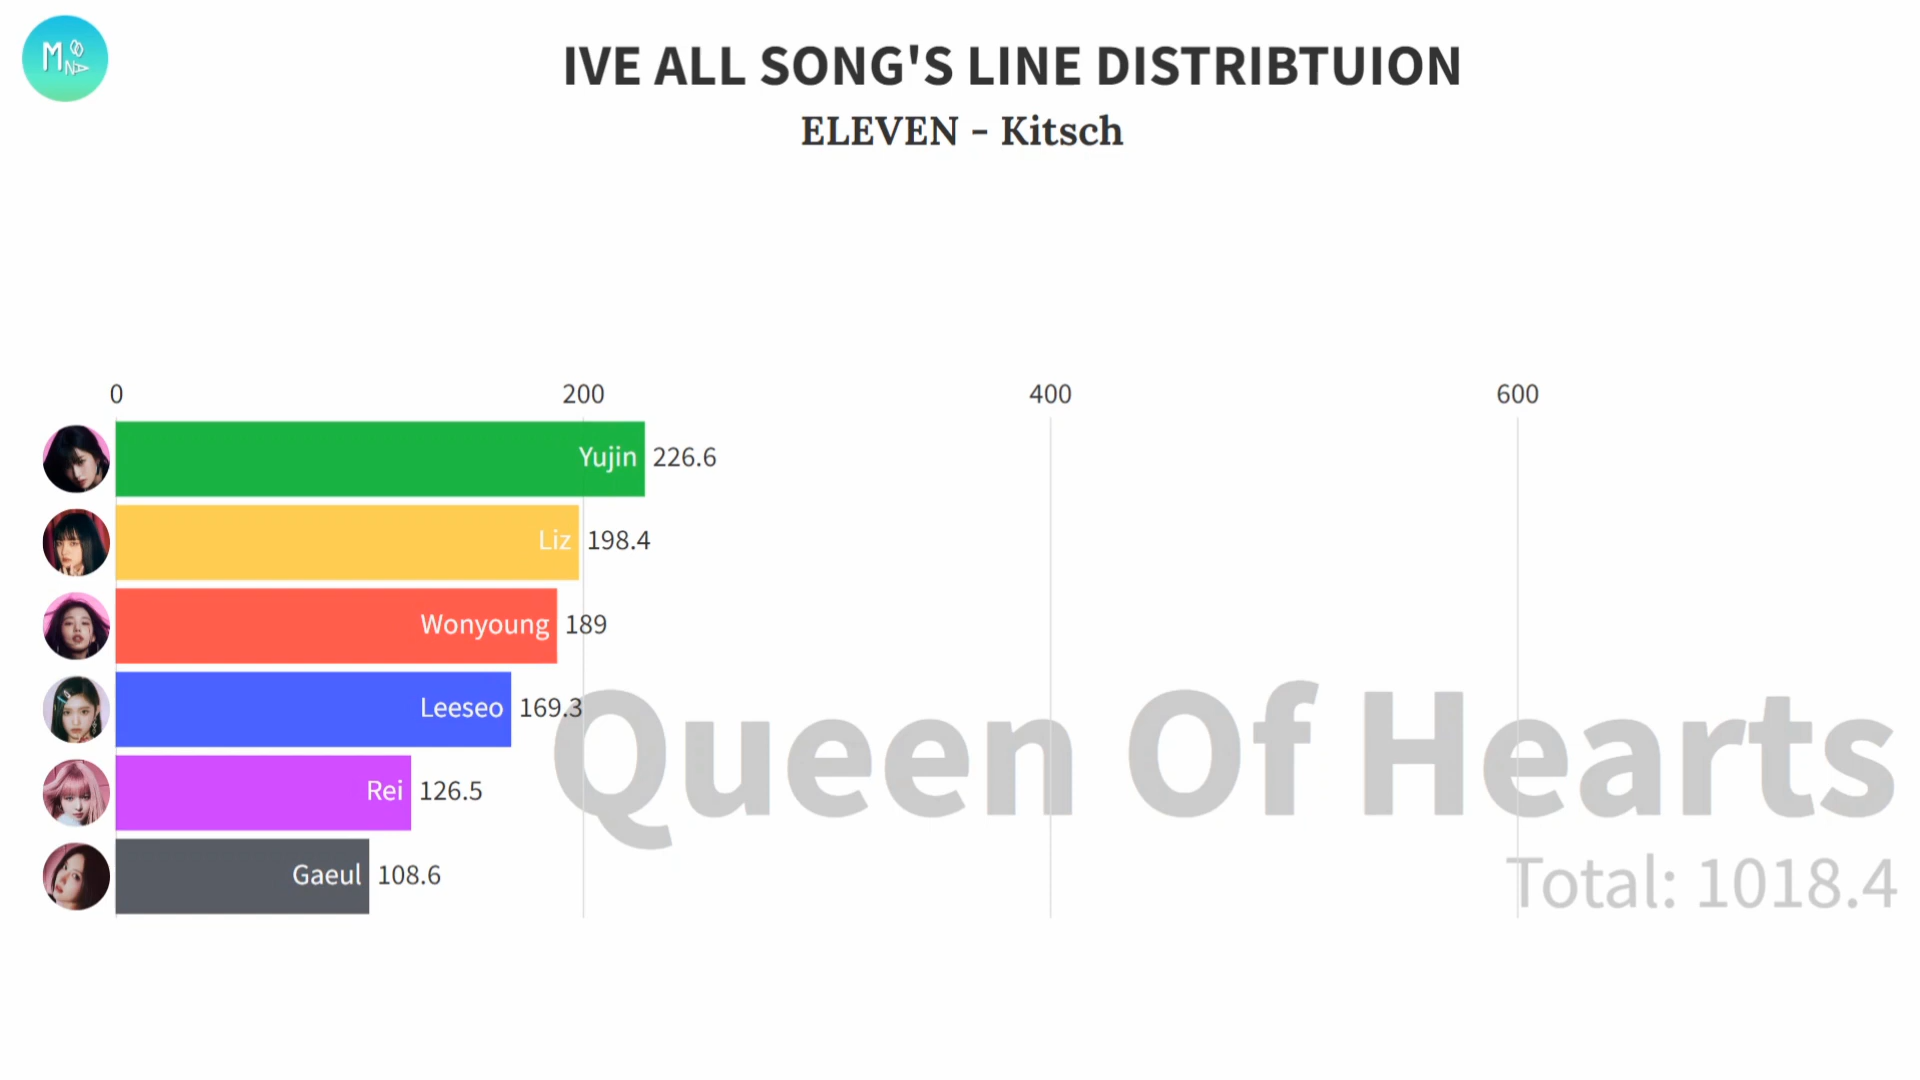 MOONA
IVE ALL SONG'S LINE DISTRIBTUION
ELEVEN - Kitsch
0 200 400 600
Yujin 226.6
Liz 198.4
Wonyoung 189
Leeseo 169.3
Queen Of Hearts
Rei 126.5
Gaeul 108.6
Total: 1018.4